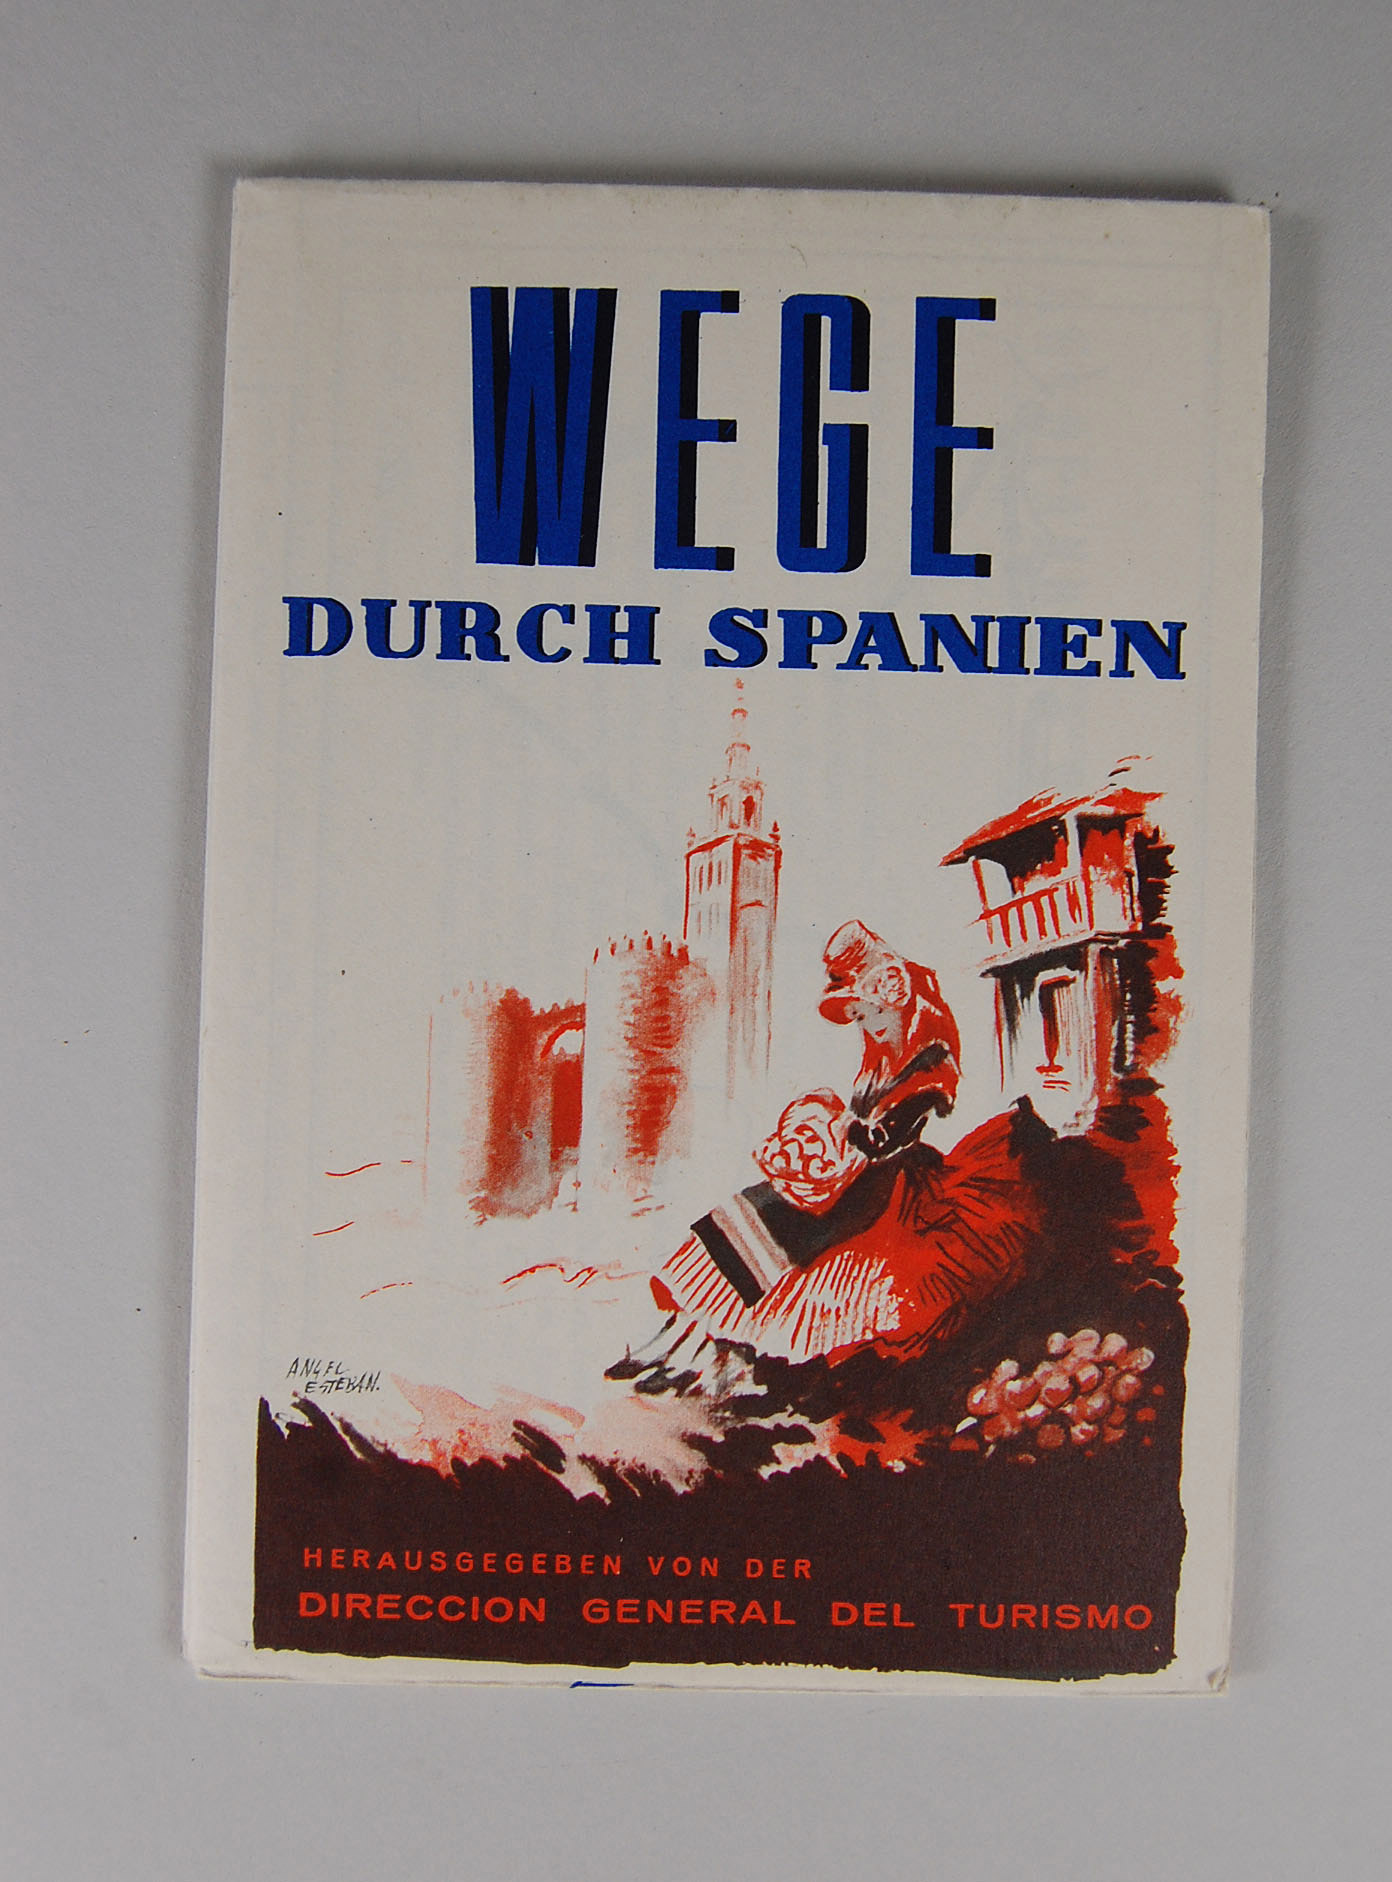 WEGE
DURCH SPANIEN
ANGEL
ESTEBAN.
HERAUSGEGEBEN VON DER
DIRECCION GENERAL DEL TURISMO